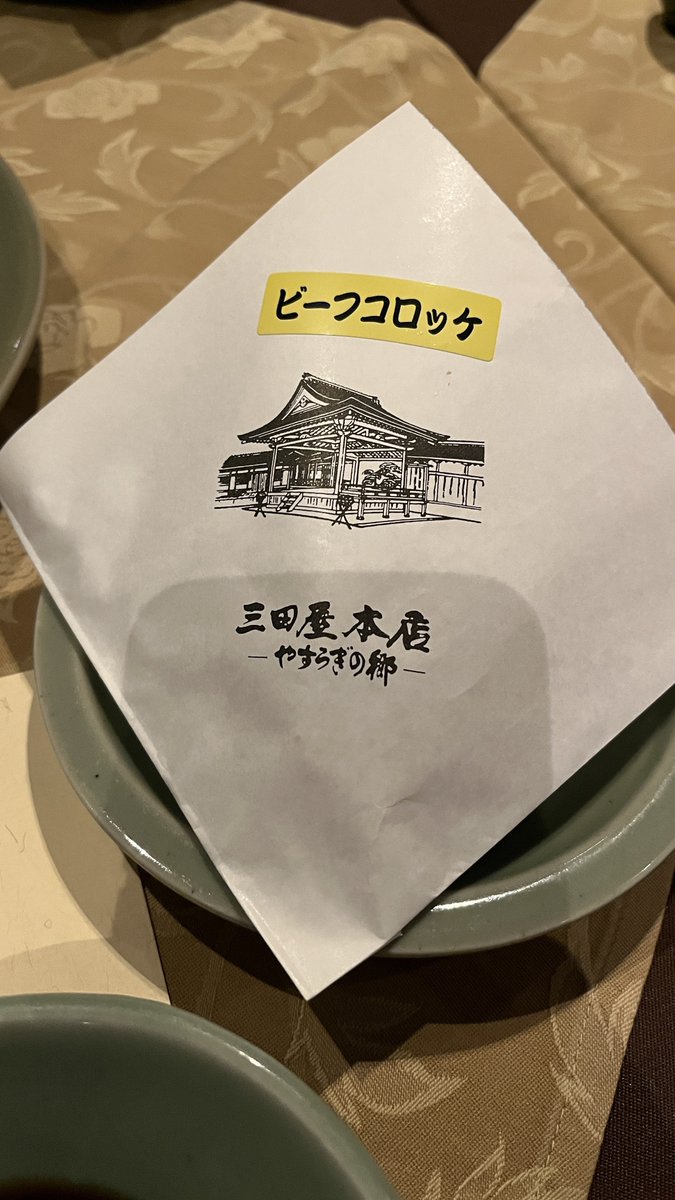 ビーフコロッケ
三田屋本店
—やすらぎの郷—